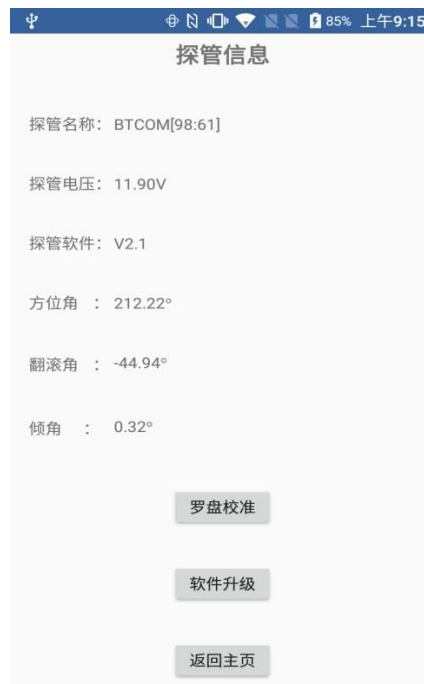 85% 上午9:15
探管信息
探管名称: BTCOM[98:61]
探管电压: 11.90V
探管软件: V2.1
方位角 : 212.22°
翻滚角 : -44.94°
倾角 : 0.32°
罗盘校准
软件升级
返回主页